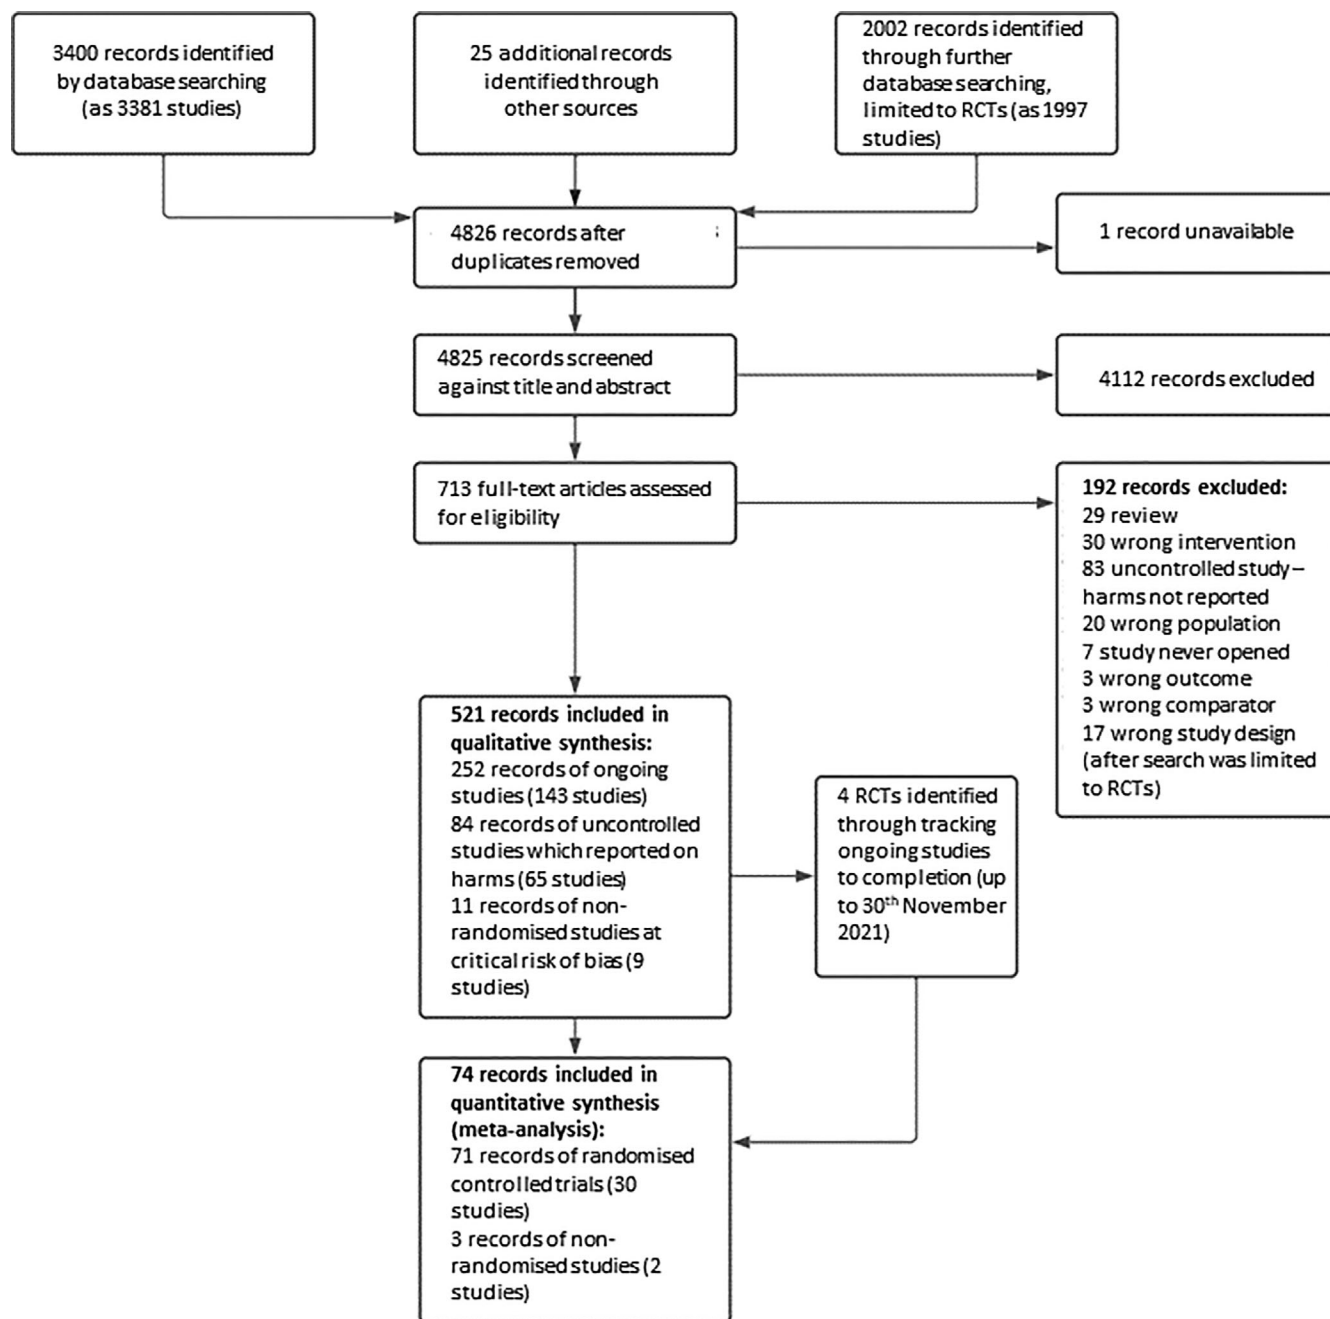 3400 records identified
by database searching
(as 3381 studies)
25 additional records
identified through
other sources
2002 records identified
through further
database searching,
limited to RCTs (as 1997
studies)
4826 records after
duplicates removed
1 record unavailable
4825 records screened
against title and abstract
4112 records excluded
713 full-text articles assessed
for eligibility
192 records excluded:
29 review
30 wrong intervention
83 uncontrolled study –
harms not reported
20 wrong population
7 study never opened
3 wrong outcome
3 wrong comparator
17 wrong study design
(after search was limited
to RCTs)
521 records included in
qualitative synthesis:
252 records of ongoing
studies (143 studies)
84 records of uncontrolled
studies which reported on
harms (65 studies)
11 records of non-
randomised studies at
critical risk of bias (9
studies)
4 RCTs identified
through tracking
ongoing studies
to completion (up
to 30th November
2021)
74 records included in
quantitative synthesis
(meta-analysis):
71 records of randomised
controlled trials (30
studies)
3 records of non-
randomised studies (2
studies)